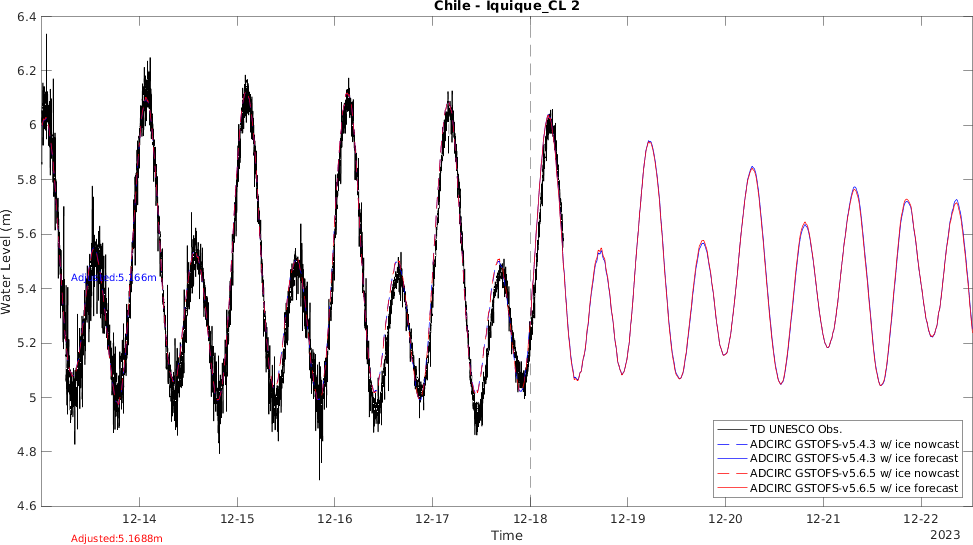 Chile - Iquique_CL 2
6.4
6.2
6
5.8
5.6
5.4
5.2
5
4.8
4.6
Water Level (m)
Adjusted:5.166m
TD UNESCO Obs.
ADCIRC GSTOFS-v5.4.3 w/ ice nowcast
ADCIRC GSTOFS-v5.4.3 w/ ice forecast
ADCIRC GSTOFS-v5.6.5 w/ ice nowcast
ADCIRC GSTOFS-v5.6.5 w/ ice forecast
12-14 12-15 12-16 12-17 12-18 12-19 12-20 12-21 12-22
Time
2023
Adjusted:5.1688m